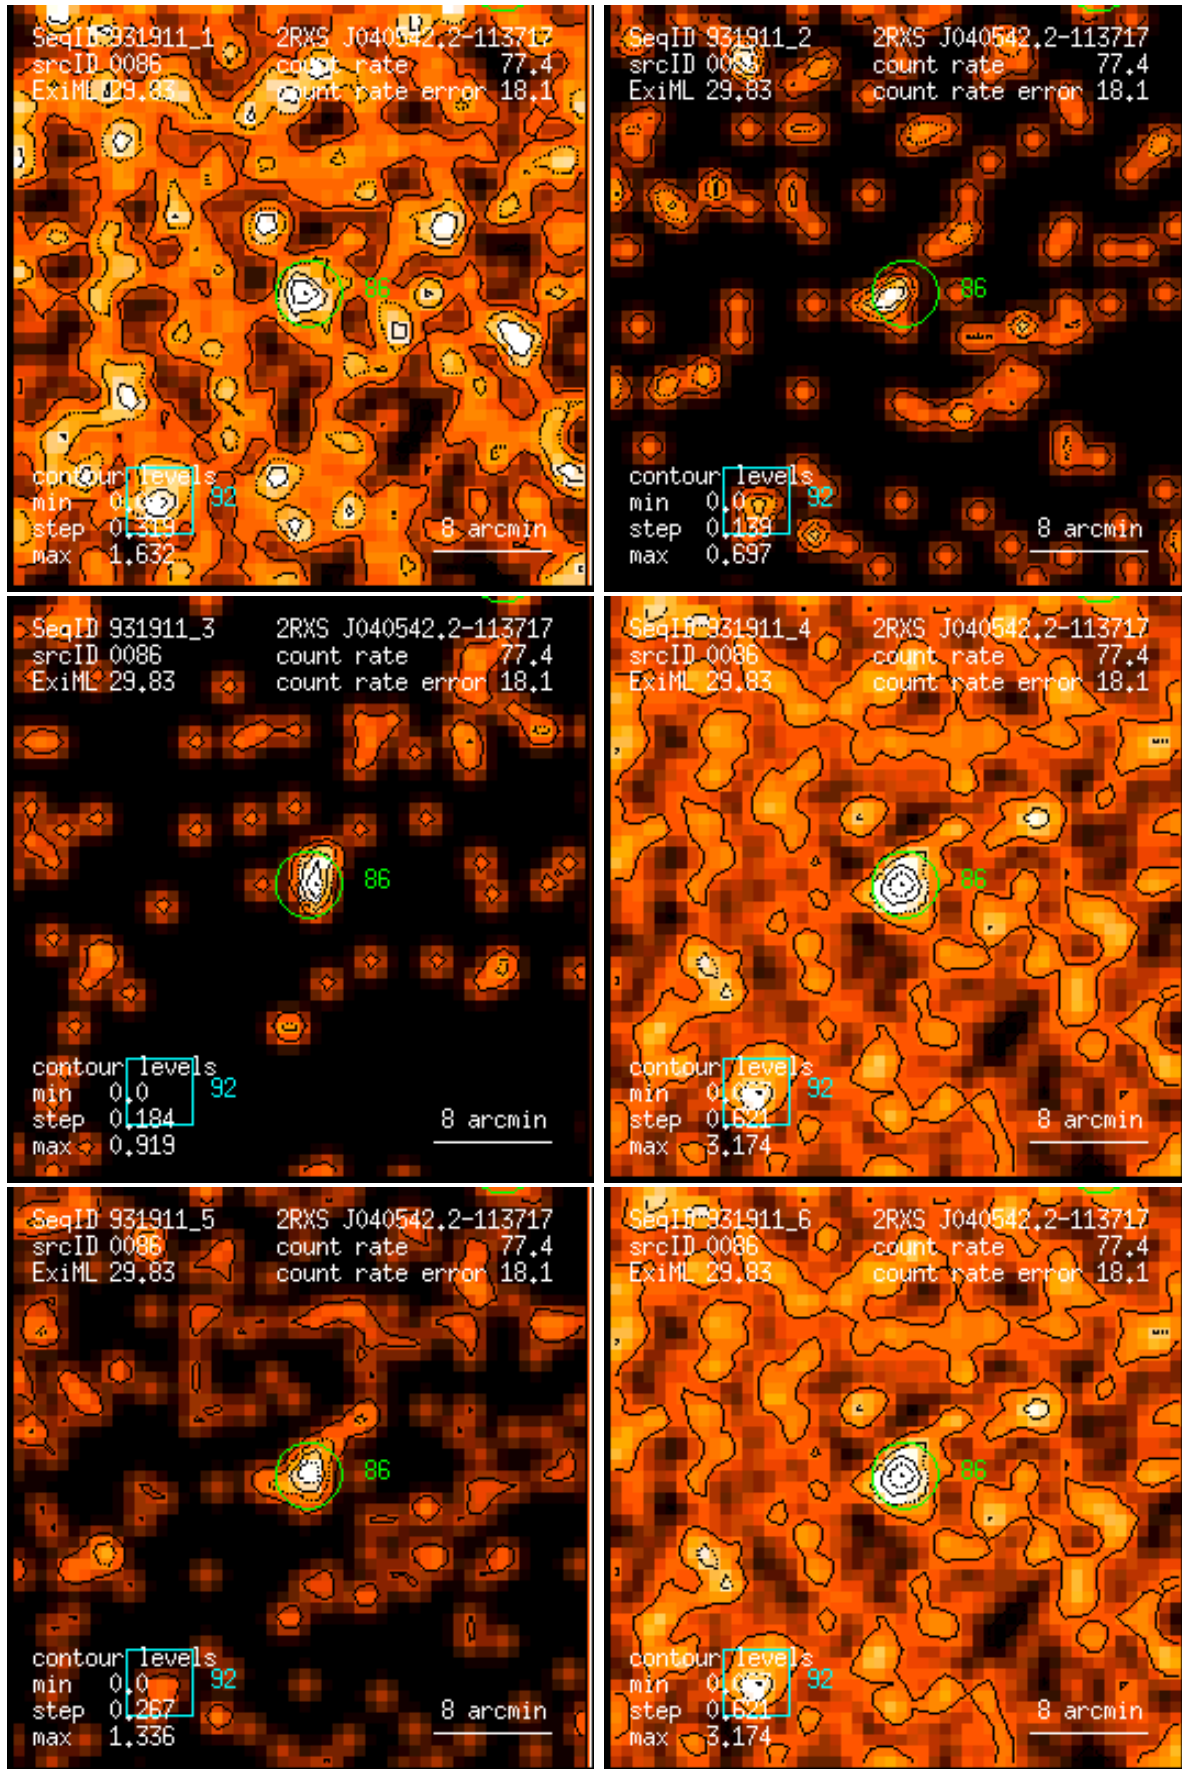 SeqID 931911_1 2RXS J040542.2-113717
srcID 0086 count rate 77.4
ExiML 29.83 count rate error 18.1
86
contour levels
min
92
step 0.319
8 arcmin
max 1.632
SeqID 931911_2 2RXS J040542.2-113717
srcID 0086 count rate 77.4
ExiML 29.83 count rate error 18.1
86
contour levels
min 0.0
92
step 0.139
8 arcmin
max 0.697
SeqID 931911_3 2RXS J040542.2-113717
srcID 0086 count rate 77.4
ExiML 29.83 count rate error 18.1
86
contour levels
min 0.0
92
step 0.184
8 arcmin
max 0.919
SeqID 931911_4 2RXS J040542.2-113717
srcID 0086 count rate 77.4
ExiML 29.83 count rate error 18.1
86
contour levels
min
92
step 0.621
8 arcmin
max 3.174
SeqID 931911_5 2RXS J040542.2-113717
srcID 0086 count rate 77.4
ExiML 29.83 count rate error 18.1
86
contour levels
min 0.0
92
step 0.267
8 arcmin
max 1.336
SeqID 931911_6 2RXS J040542.2-113717
srcID 0086 count rate 77.4
ExiML 29.83 count rate error 18.1
86
contour levels
min
92
step 0.621
8 arcmin
max 3.174